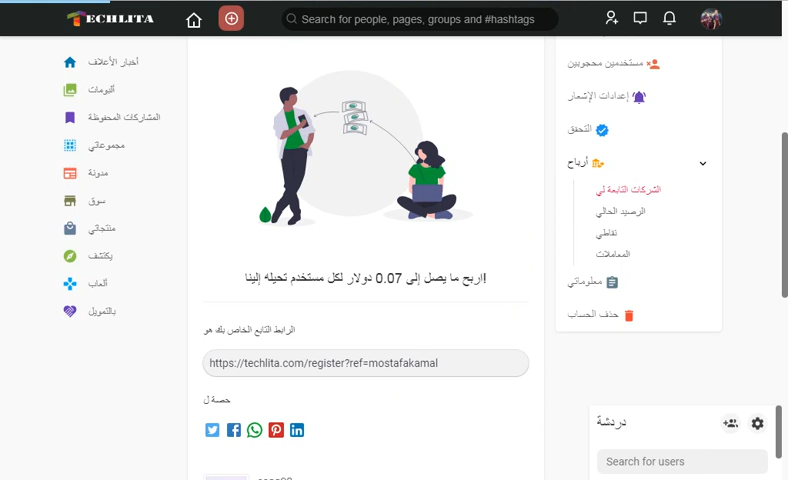 TECHLITA
Search for people, pages, groups and #hashtags
أخبار الأعلاف
ألبومات
المشاركات المحفوظة
مجموعاتي
مدونة
سوق
منتجاتي
يكتشف
ألعاب
بالتمويل
!اربح ما يصل إلى 0.07 دولار لكل مستخدم تحيله إلينا
الرابط التابع الخاص بك هو
https://techlita.com/register?ref=mostafakamal
حصة ل
مستخدمين محجوبين
إعدادات الإشعار
التحقق
أرباح
الشركات التابعة لي
الرصيد الحالي
نقاطي
المعاملات
معلوماتي
حذف الحساب
دردشة
Search for users